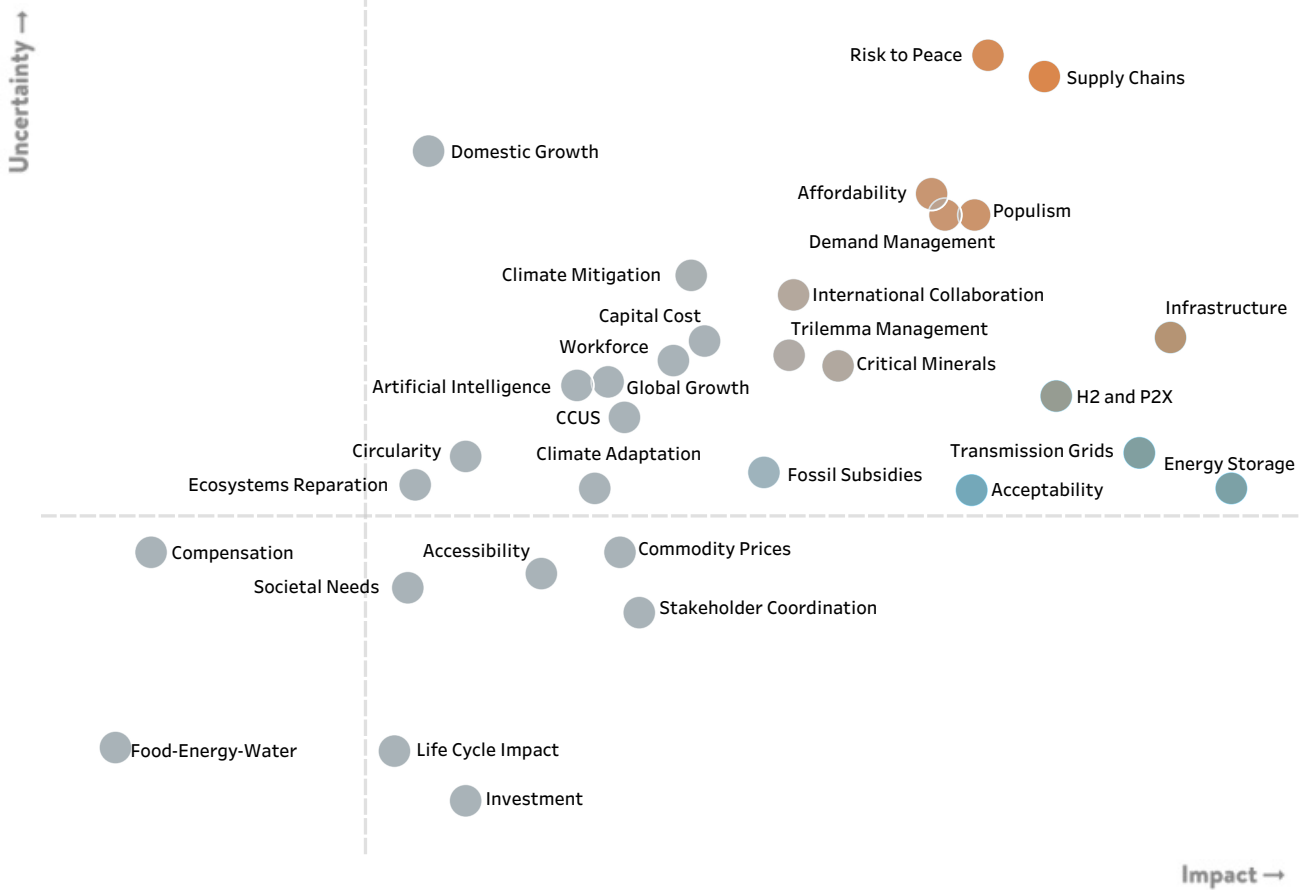 Uncertainty →
Risk to Peace
Supply Chains
Domestic Growth
Affordability
Populism
Demand Management
Climate Mitigation
International Collaboration
Infrastructure
Capital Cost
Trilemma Management
Workforce
Critical Minerals
Artificial Intelligence
Global Growth
H2 and P2X
CCUS
Circularity
Climate Adaptation
Transmission Grids
Energy Storage
Ecosystems Reparation
Fossil Subsidies
Acceptability
Compensation
Accessibility
Commodity Prices
Societal Needs
Stakeholder Coordination
Food-Energy-Water
Life Cycle Impact
Investment
Impact →